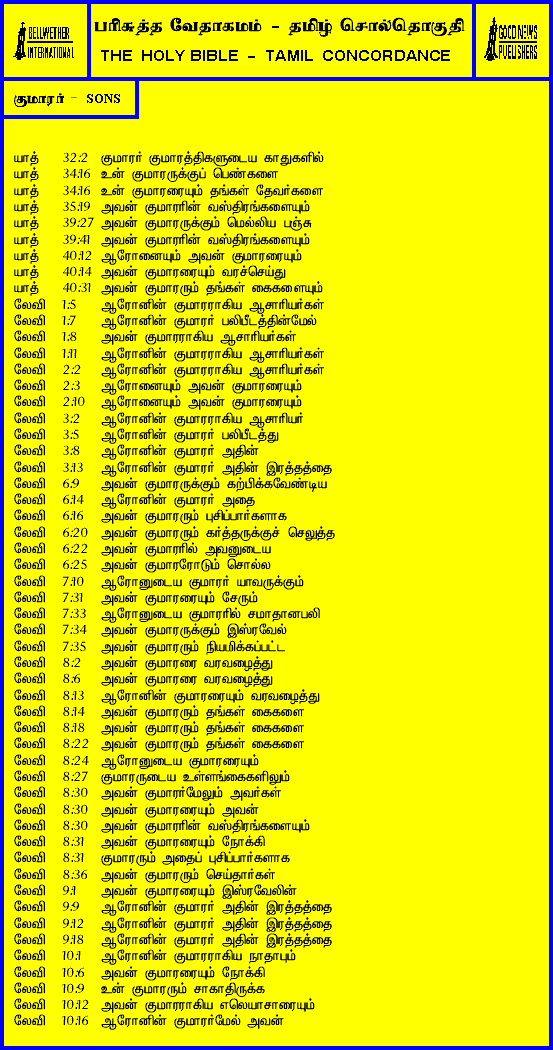 BELLWETHER
INTERNATIONAL
பரிசுத்த வேதாகமம் - தமிழ் சொல்தொகுதி
THE HOLY BIBLE - TAMIL CONCORDANCE
GOOD NEWS
PUBLISHERS
குமாரர் - SONS
யாத் 32:2 குமாரர் குமாரத்திகளுடைய காதுகளில்
யாத் 34:16 உன் குமாரருக்குப் பெண்களை
யாத் 34:16 உன் குமாரரையும் தங்கள் தேவர்களை
யாத் 35:19 அவன் குமாரரின் வஸ்திரங்களையும்
யாத் 39:27 அவன் குமாரருக்கும் மெல்லிய பஞ்சு
யாத் 39:41 அவன் குமாரரின் வஸ்திரங்களையும்
யாத் 40:12 ஆரோனையும் அவன் குமாரரையும்
யாத் 40:14 அவன் குமாரரையும் வரச்செய்து
யாத் 40:31 அவன் குமாரரும் தங்கள் கைகளையும்
லேவி 1:5 ஆரோனின் குமாரராகிய ஆசாரியர்கள்
லேவி 1:7 ஆரோனின் குமாரர் பலிபீடத்தின்மேல்
லேவி 1:8 அவன் குமாரராகிய ஆசாரியர்கள்
லேவி 1:11 ஆரோனின் குமாரராகிய ஆசாரியர்கள்
லேவி 2:2 ஆரோனின் குமாரராகிய ஆசாரியர்கள்
லேவி 2:3 ஆரோனையும் அவன் குமாரரையும்
லேவி 2:10 ஆரோனையும் அவன் குமாரரையும்
லேவி 3:2 ஆரோனின் குமாரராகிய ஆசாரியர்
லேவி 3:5 ஆரோனின் குமாரர் பலிபீடத்து
லேவி 3:8 ஆரோனின் குமாரர் அதின்
லேவி 3:13 ஆரோனின் குமாரர் அதின் இரத்தத்தை
லேவி 6:9 அவன் குமாரருக்கும் கற்பிக்கவேண்டிய
லேவி 6:14 ஆரோனின் குமாரர் அதை
லேவி 6:16 அவன் குமாரரும் புசிப்பார்களாக
லேவி 6:20 அவன் குமாரரும் கர்த்தருக்குச் செலுத்த
லேவி 6:22 அவன் குமாரரில் அவனுடைய
லேவி 6:25 அவன் குமாரரோடும் சொல்ல
லேவி 7:10 ஆரோனுடைய குமாரர் யாவருக்கும்
லேவி 7:31 அவன் குமாரரையும் சேரும்
லேவி 7:33 ஆரோனுடைய குமாரரில் சமாதானபலி
லேவி 7:34 அவன் குமாரருக்கும் இஸ்ரவேல்
லேவி 7:35 அவன் குமாரரும் நியமிக்கப்பட்ட
லேவி 8:2 அவன் குமாரரை வரவழைத்து
லேவி 8:6 அவன் குமாரரை வரவழைத்து
லேவி 8:13 ஆரோனின் குமாரரையும் வரவழைத்து
லேவி 8:14 அவன் குமாரரும் தங்கள் கைகளை
லேவி 8:18 அவன் குமாரரும் தங்கள் கைகளை
லேவி 8:22 அவன் குமாரரும் தங்கள் கைகளை
லேவி 8:24 ஆரோனுடைய குமாரரையும்
லேவி 8:27 குமாரருடைய உள்ளங்கைகளிலும்
லேவி 8:30 அவன் குமாரர்மேலும் அவர்கள்
லேவி 8:30 அவன் குமாரரையும் அவன்
லேவி 8:30 அவன் குமாரரின் வஸ்திரங்களையும்
லேவி 8:31 அவன் குமாரரையும் நோக்கி
லேவி 8:31 குமாரரும் அதைப் புசிப்பார்களாக
லேவி 8:36 அவன் குமாரரும் செய்தார்கள்
லேவி 9:1 அவன் குமாரரையும் இஸ்ரவேலின்
லேவி 9:9 ஆரோனின் குமாரர் அதின் இரத்தத்தை
லேவி 9:12 ஆரோனின் குமாரர் அதின் இரத்தத்தை
லேவி 9:18 ஆரோனின் குமாரர் அதின் இரத்தத்தை
லேவி 10:1 ஆரோனின் குமாரராகிய நாதாபும்
லேவி 10:6 அவன் குமாரரையும் நோக்கி
லேவி 10:9 உன் குமாரரும் சாகாதிருக்க
லேவி 10:12 அவன் குமாரராகிய எலெயாசாரையும்
லேவி 10:16 ஆரோனின் குமாரர்மேல் அவன்